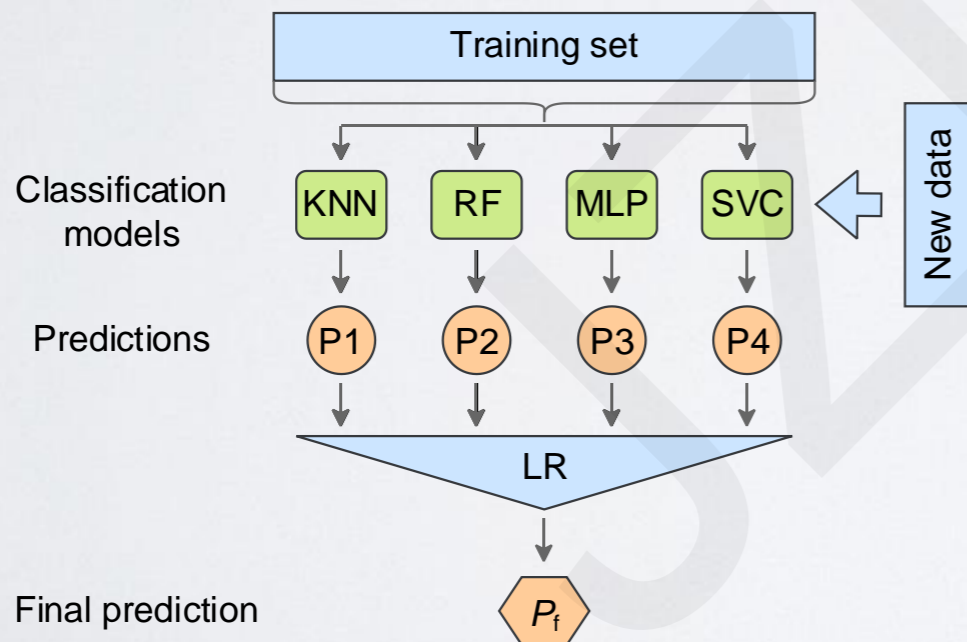 Training set
Classification
models
KNN RF MLP SVC
New data
Predictions
P1 P2 P3 P4
LR
Final prediction
Pf